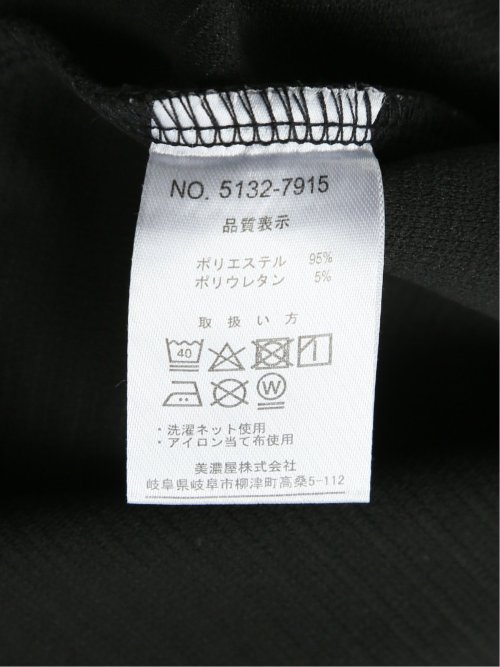 NO. 5132-7915
品質表示
ポリエステル 95%
ポリウレタン 5%
取扱い方
40
W
・洗濯ネット使用
・アイロン当て布使用
美濃屋株式会社
岐阜県岐阜市柳津町高桑5-112